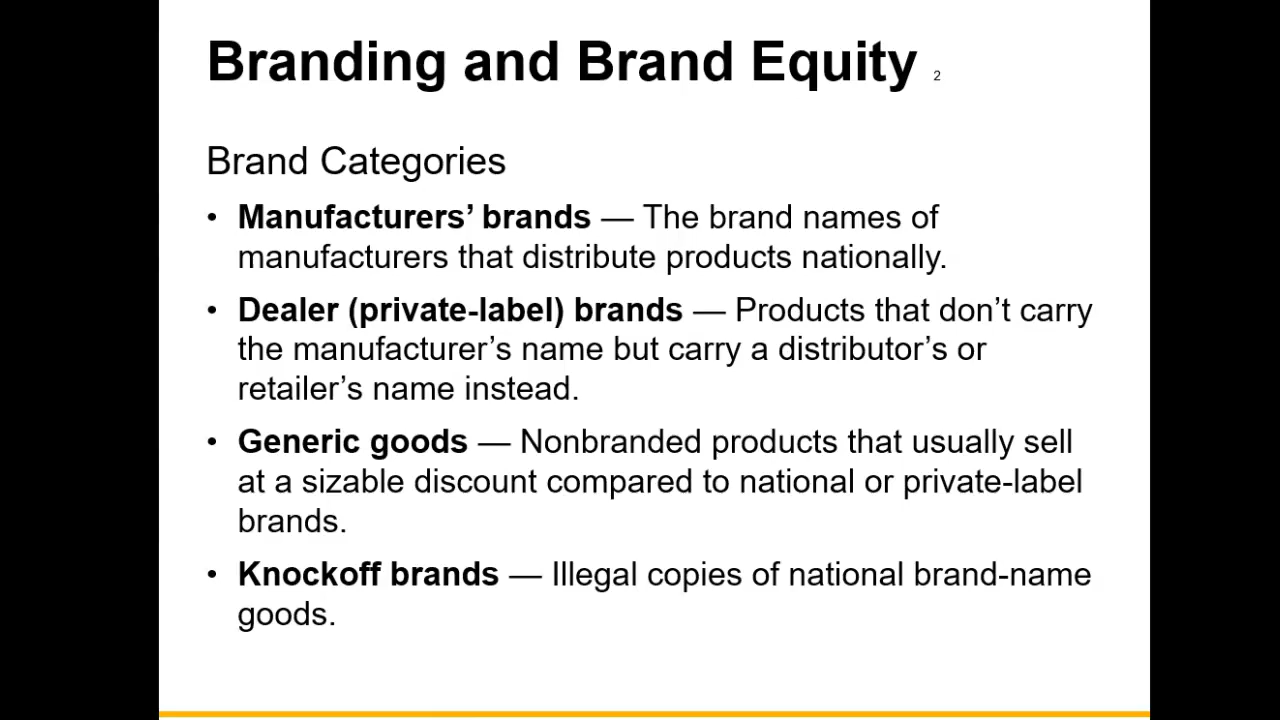 Branding and Brand Equity 2
Brand Categories
• Manufacturers’ brands — The brand names of
manufacturers that distribute products nationally.
• Dealer (private-label) brands — Products that don’t carry
the manufacturer’s name but carry a distributor’s or
retailer’s name instead.
• Generic goods — Nonbranded products that usually sell
at a sizable discount compared to national or private-label
brands.
• Knockoff brands — Illegal copies of national brand-name
goods.